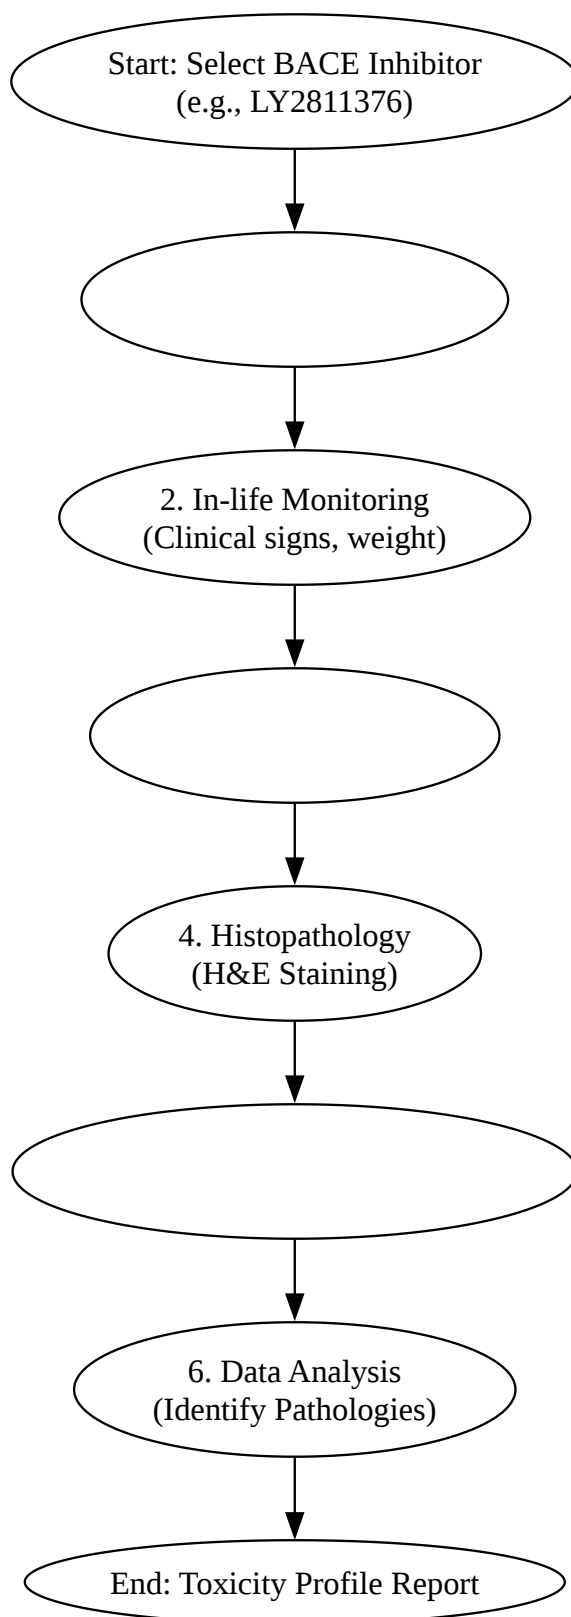 Start: Select BACE Inhibitor
(e.g., LY2811376)
2. In-life Monitoring
(Clinical signs, weight)
4. Histopathology
(H&E Staining)
6. Data Analysis
(Identify Pathologies)
End: Toxicity Profile Report